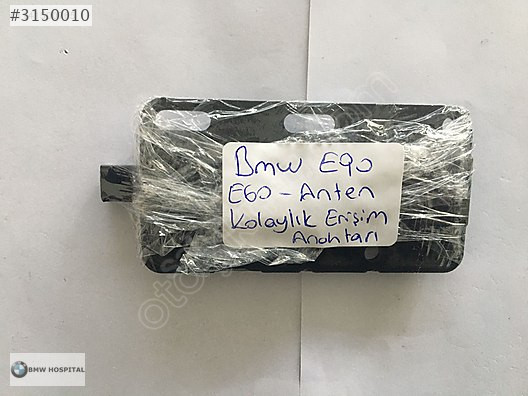 #3150010
Bmw E90
E60 - Anten
Kolaylık Erişim
Anahtarı
BMW HOSPITAL